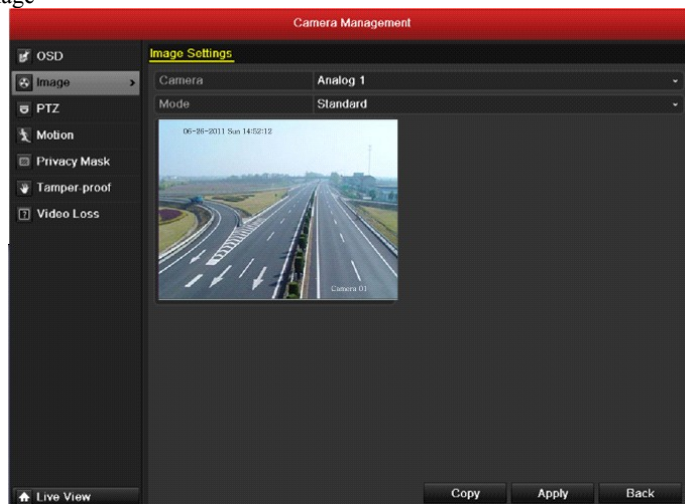 Camera Management
OSD
Image
PTZ
Motion
Privacy Mask
Tamper-proof
Video Loss
Live View
Image Settings
Camera Analog 1
Mode Standard
06-26-2011 Sun 14:52:12
Camera 01
Copy Apply Back